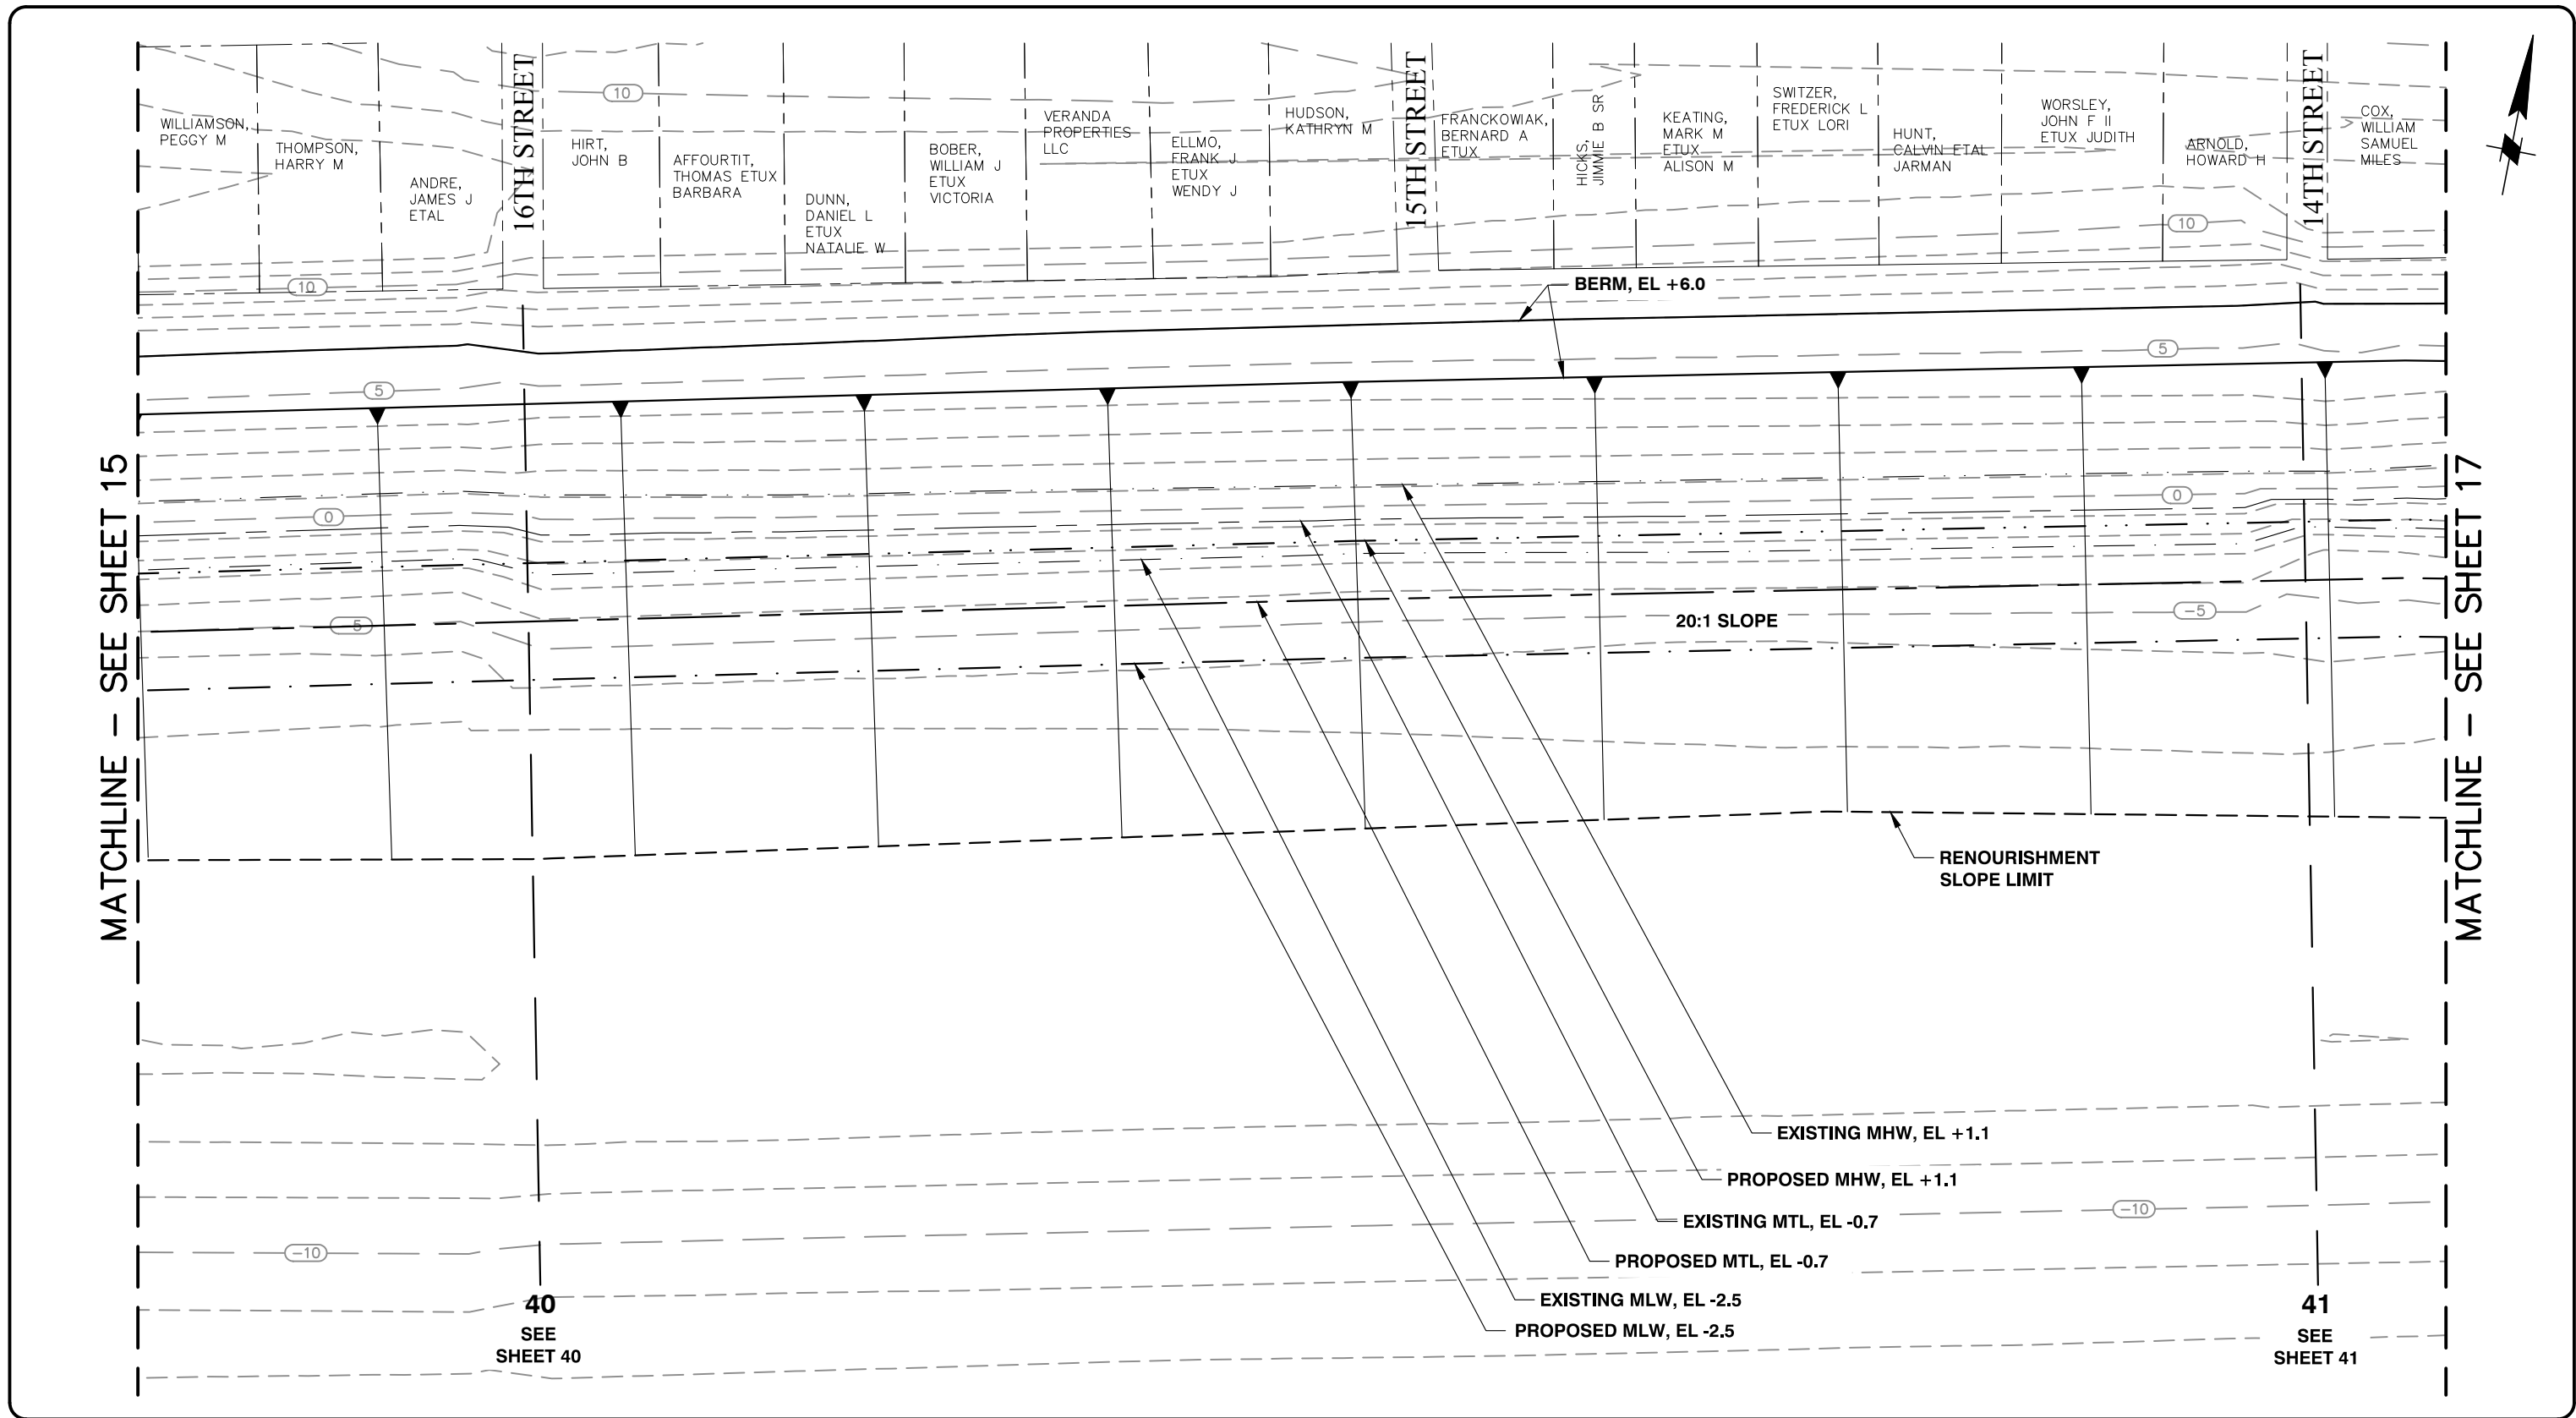 WILLIAMSON,
PEGGY M
THOMPSON,
HARRY M
ANDRE,
JAMES J
ETAL
16TH STREET
10
HIRT,
JOHN B
AFFOURTIT,
THOMAS ETUX
BARBARA
DUNN,
DANIEL L
ETUX
NATALIE W
BOBER,
WILLIAM J
ETUX
VICTORIA
VERANDA
PROPERTIES
LLC
ELLMO,
FRANK J
ETUX
WENDY J
HUDSON,
KATHRYN M
15TH STREET
FRANCKOWIAK,
BERNARD A
ETUX
HICKS,
JIMMIE B SR
KEATING,
MARK M
ETUX
ALISON M
SWITZER,
FREDERICK L
ETUX LORI
HUNT,
CALVIN ETAL
JARMAN
WORSLEY,
JOHN F II
ETUX JUDITH
ARNOLD,
HOWARD H
14TH STREET
COX,
WILLIAM
SAMUEL
MILES
10
10
BERM, EL +6.0
5
5
MATCHLINE - SEE SHEET 15
MATCHLINE - SEE SHEET 17
0
0
-5
-5
20:1 SLOPE
RENOURISHMENT
SLOPE LIMIT
EXISTING MHW, EL +1.1
PROPOSED MHW, EL +1.1
EXISTING MTL, EL -0.7
-10
-10
PROPOSED MTL, EL -0.7
EXISTING MLW, EL -2.5
PROPOSED MLW, EL -2.5
40
SEE
SHEET 40
41
SEE
SHEET 41